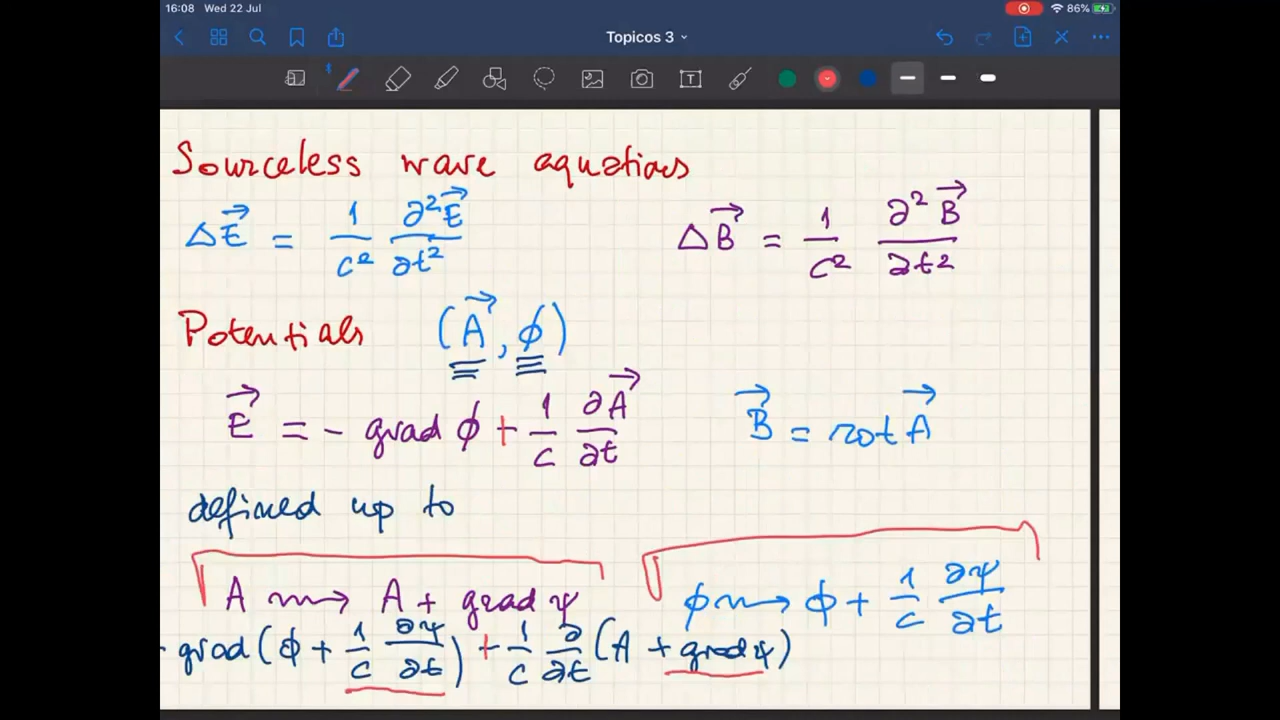 16:08 Wed 22 Jul 86%
Topicos 3
T
Sourceless wave aquations
ΔE⃗ = 1/c² ∂²E⃗/∂t² ΔB⃗ = 1/c² ∂²B⃗/∂t²
Potentials (A⃗, ϕ)
E⃗ = - grad ϕ + 1/c ∂A⃗/∂t B⃗ = rot A⃗
defined up to
A ⇝ A + grad ψ ϕ ⇝ ϕ + 1/c ∂ψ/∂t
- grad(ϕ + 1/c ∂ψ/∂t) + 1/c ∂/∂t (A + grad ψ)